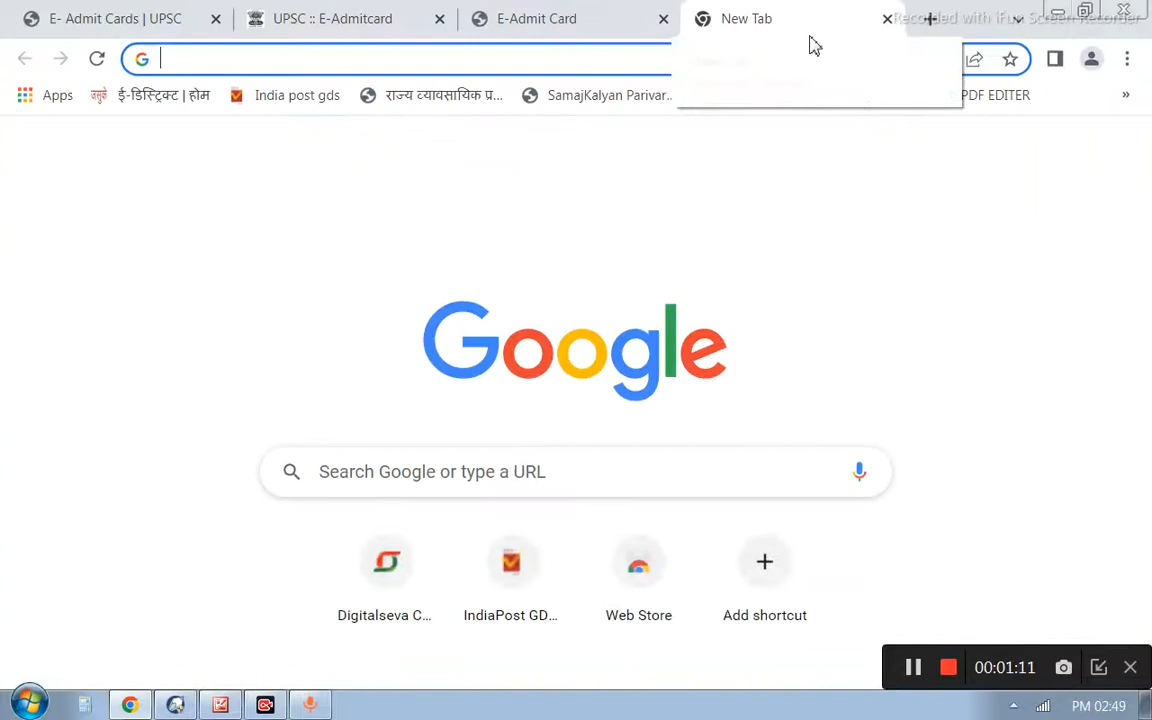 E- Admit Cards | UPSC
UPSC :: E-Admitcard
E-Admit Card
New Tab
Recorded with iFun Screen Recorder
Apps
ई-डिस्ट्रिक्ट | होम
India post gds
राज्य व्यावसायिक प्र...
SamajKalyan Parivar..
PDF EDITER
»
Google
Search Google or type a URL
Digitalseva C...
IndiaPost GD...
Web Store
Add shortcut
00:01:11
PM 02:49